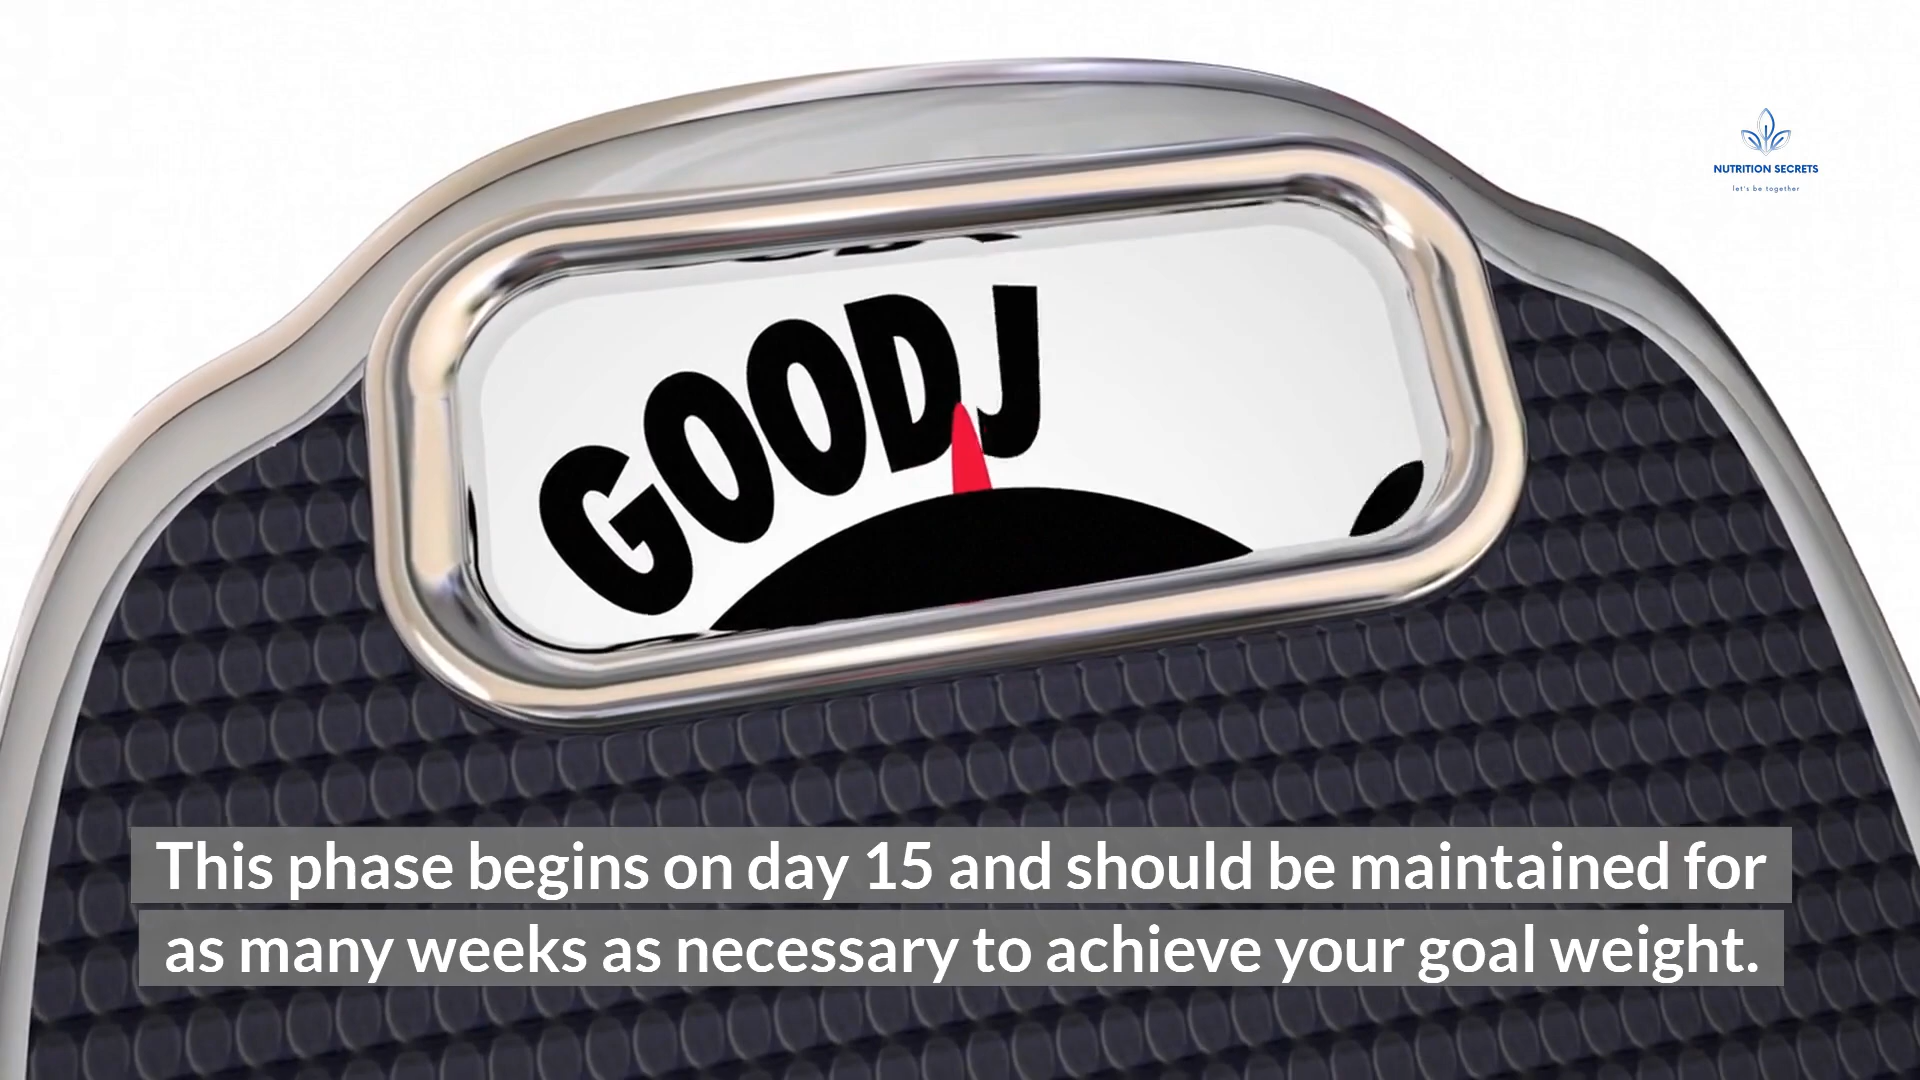 NUTRITION SECRETS
let's be together
GOOD J
This phase begins on day 15 and should be maintained for
as many weeks as necessary to achieve your goal weight.